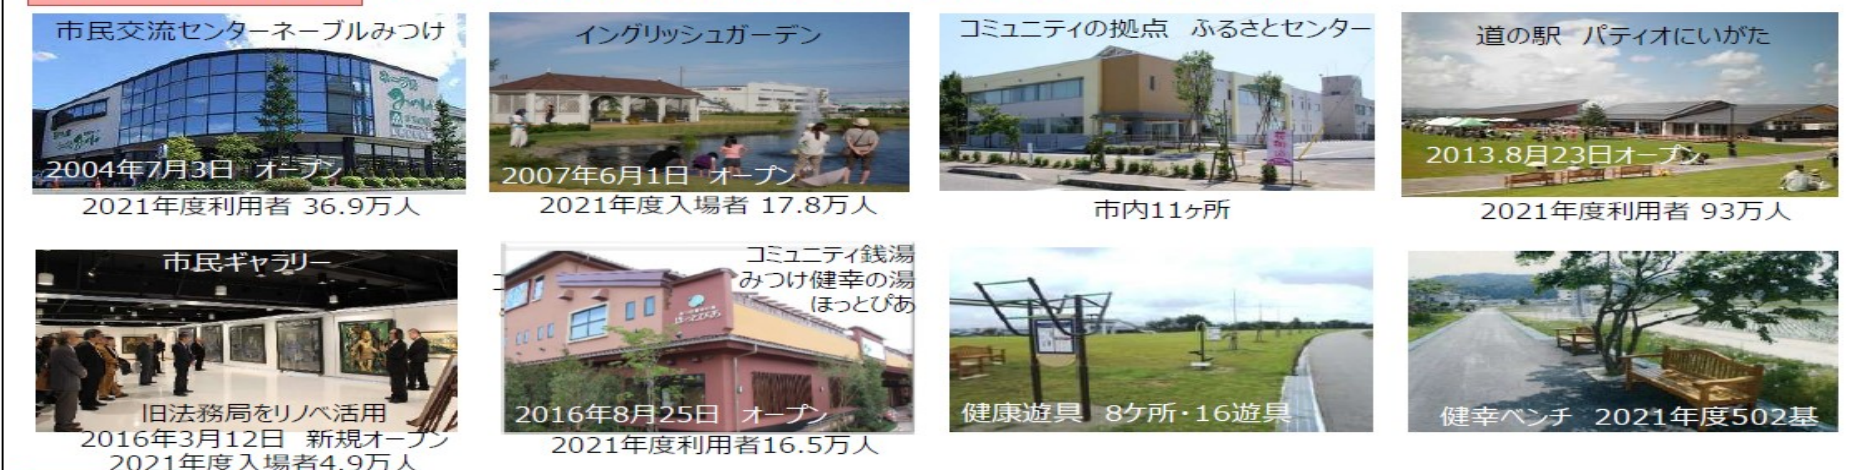 市民交流センターネーブルみつけ
2004年7月3日 オープン
2021年度利用者 36.9万人
イングリッシュガーデン
2007年6月1日 オープン
2021年度入場者 17.8万人
コミュニティの拠点 ふるさとセンター
市内11ヶ所
道の駅 パティオにいがた
2013.8月23日オープン
2021年度利用者 93万人
市民ギャラリー
旧法務局をリノベ活用
2016年3月12日 新規オープン
2021年度入場者4.9万人
コミュニティ銭湯
みつけ健幸の湯
ほっとぴあ
ほっとぴあ
2016年8月25日 オープン
2021年度利用者16.5万人
健康遊具 8ケ所・16遊具
健幸ベンチ 2021年度502基